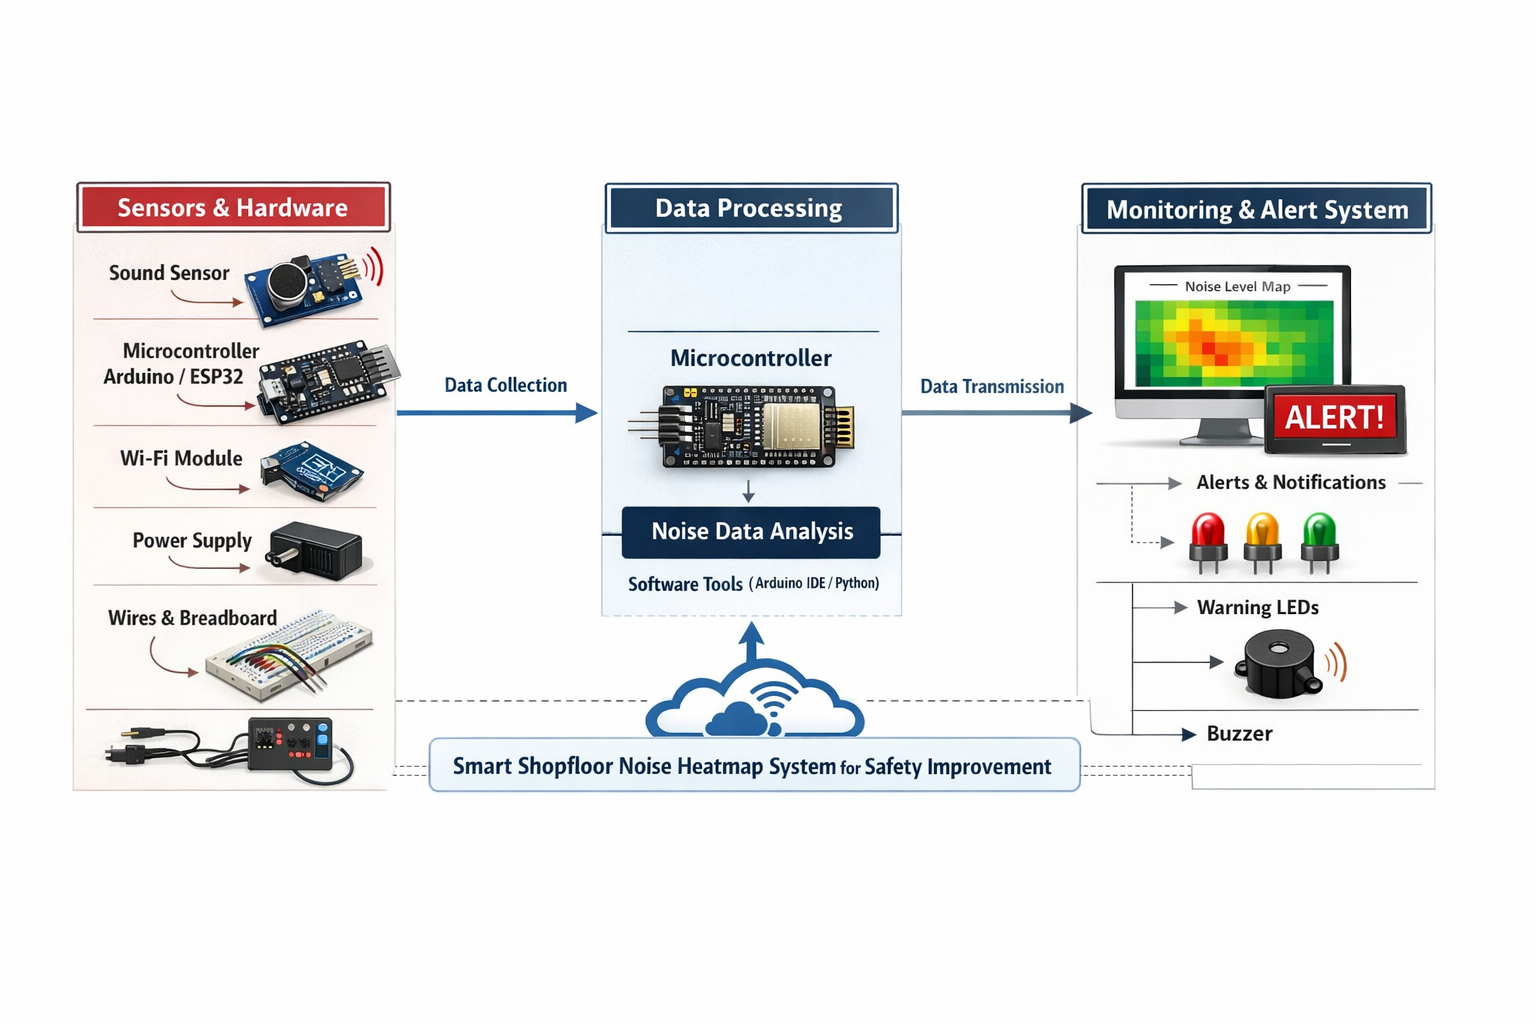 Sensors & Hardware
Sound Sensor
Microcontroller
Arduino / ESP32
Wi-Fi Module
Power Supply
Wires & Breadboard
Data Collection
Data Processing
Microcontroller
Noise Data Analysis
Software Tools (Arduino IDE / Python)
Data Transmission
Monitoring & Alert System
Noise Level Map
ALERT!
Alerts & Notifications
Warning LEDs
Buzzer
Smart Shopfloor Noise Heatmap System for Safety Improvement